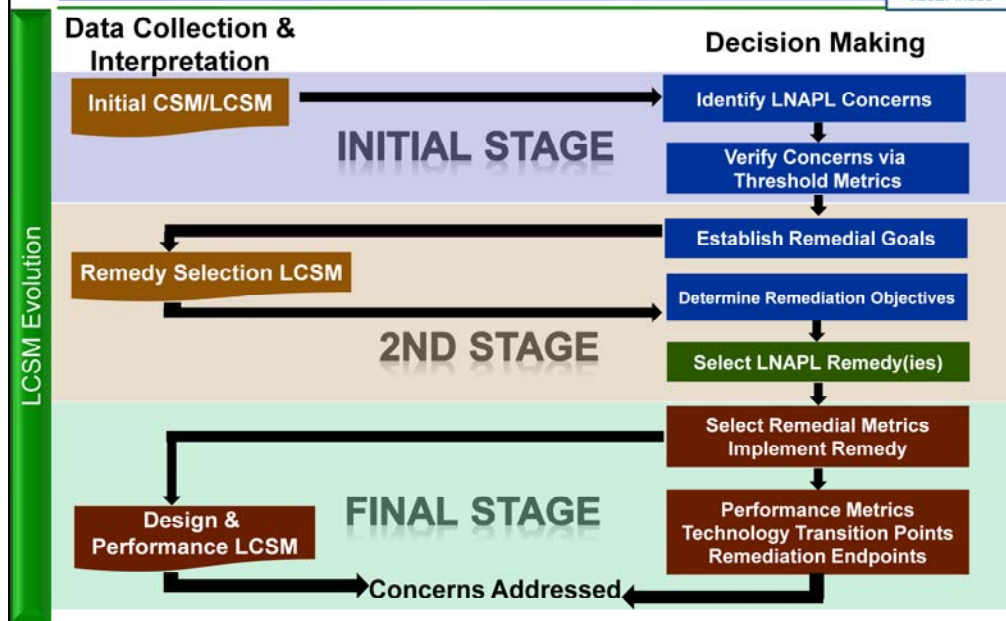 Data Collection &
Interpretation
Decision Making
LCSM Evolution
Initial CSM/LCSM
Identify LNAPL Concerns
INITIAL STAGE
Verify Concerns via
Threshold Metrics
Establish Remedial Goals
Remedy Selection LCSM
Determine Remediation Objectives
2ND STAGE
Select LNAPL Remedy(ies)
Select Remedial Metrics
Implement Remedy
FINAL STAGE
Design &
Performance LCSM
Performance Metrics
Technology Transition Points
Remediation Endpoints
Concerns Addressed